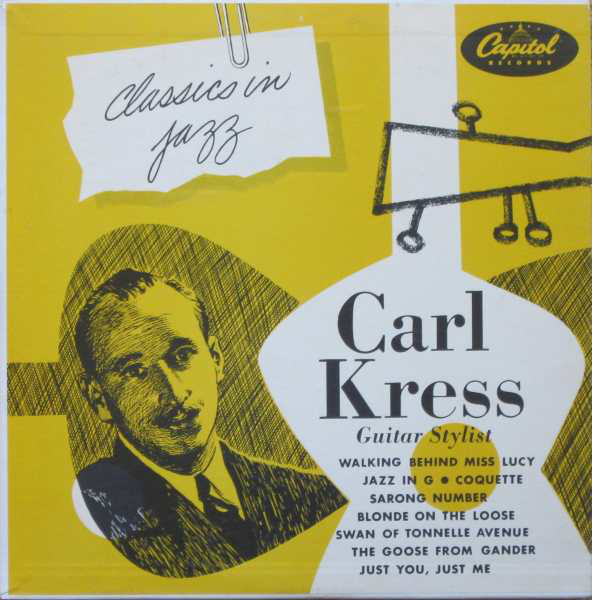 Classics in
jazz
Capitol
RECORDS
Carl
Kress
Guitar Stylist
WALKING BEHIND MISS LUCY
JAZZ IN G • COQUETTE
SARONG NUMBER
BLONDE ON THE LOOSE
SWAN OF TONNELLE AVENUE
THE GOOSE FROM GANDER
JUST YOU, JUST ME